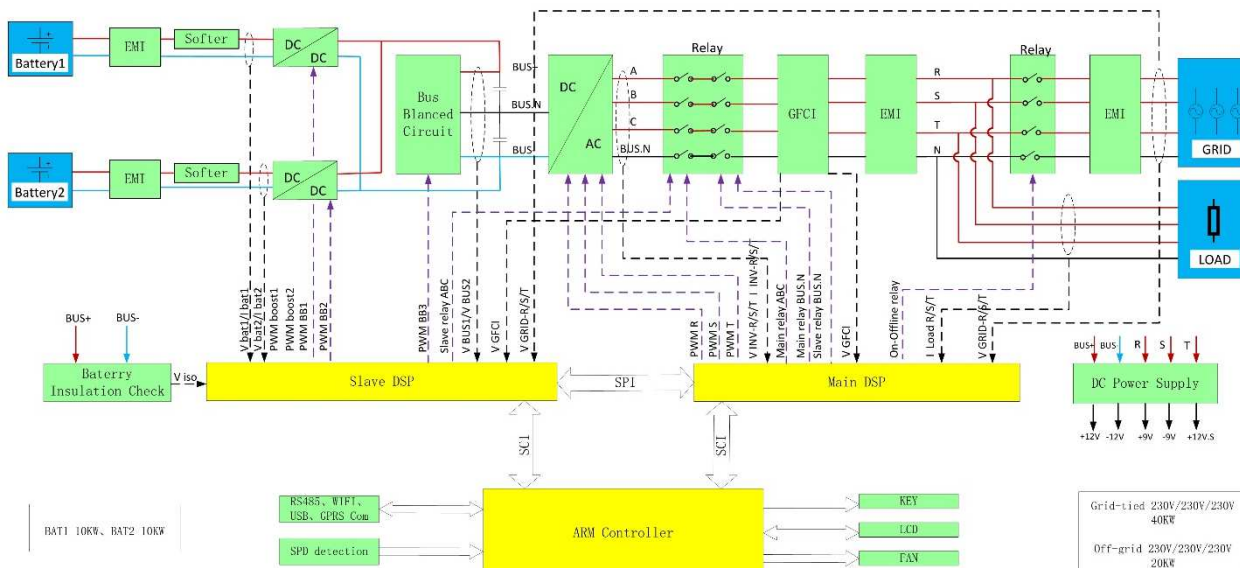 Battery1
EMI
Softer
DC
DC
Battery2
EMI
Softer
DC
DC
Bus
Blanced
Circuit
BUS+
BUS.N
BUS-
DC
AC
A
B
C
BUS.N
Relay
GFCI
EMI
R
S
T
N
Relay
EMI
GRID
LOAD
V bat1/I bat1
V bat2/I bat2
PWM boost1
PWM boost2
PWM BB1
PWM BB2
PWM BB3
Slave relay ABC
V BUS1/V BUS2
V GFCI
V GRID-R/S/T
PWM R
PWM S
PWM T
V INV-R/S/T I INV-R/S/T
Main relay ABC
Main relay BUS.N
Slave relay BUS.N
V GFCI
On-Offline relay
I Load R/S/T
V GRID-R/S/T
BUS+
BUS-
Baterry
Insulation Check
V iso
Slave DSP
SPI
Main DSP
BUS+
BUS-
R
S
T
DC Power Supply
+12V
-12V
+9V
-9V
+12V.S
SCI
SCI
RS485、WIFI、
USB、GPRS Com
SPD detection
ARM Controller
KEY
LCD
FAN
BAT1 10KW、BAT2 10KW
Grid-tied 230V/230V/230V
40KW
Off-grid 230V/230V/230V
20KW